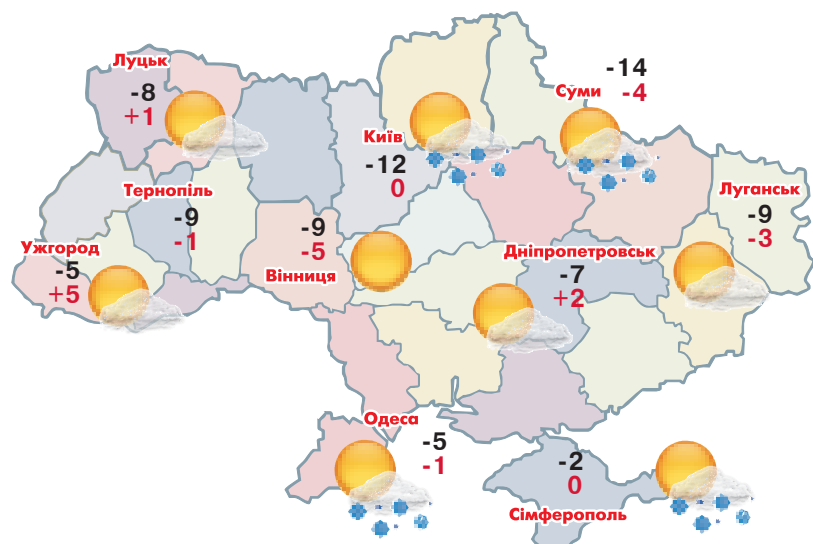 Луцьк
-8
+1
Київ
-12
0
Суми
-14
-4
Тернопіль
-9
-1
Луганськ
-9
-3
Ужгород
-5
+5
-9
-5
Вінниця
Дніпропетровськ
-7
+2
Одеса
-5
-1
-2
0
Сімферополь